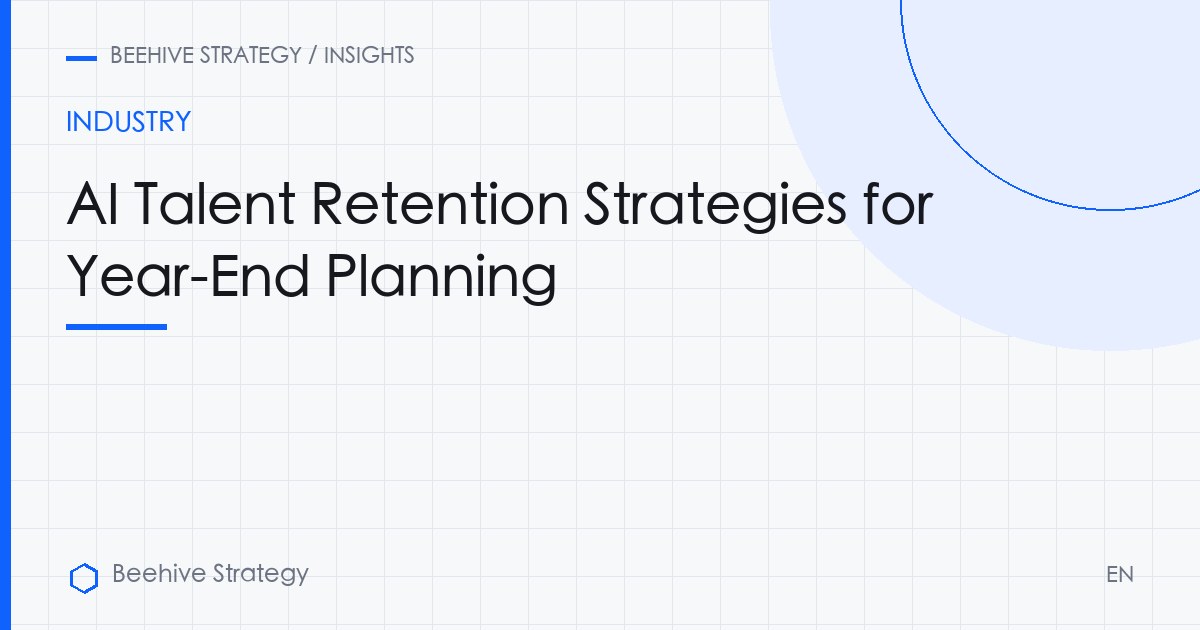 BEEHIVE STRATEGY / INSIGHTS
INDUSTRY
AI Talent Retention Strategies for
Year-End Planning
Beehive Strategy
EN